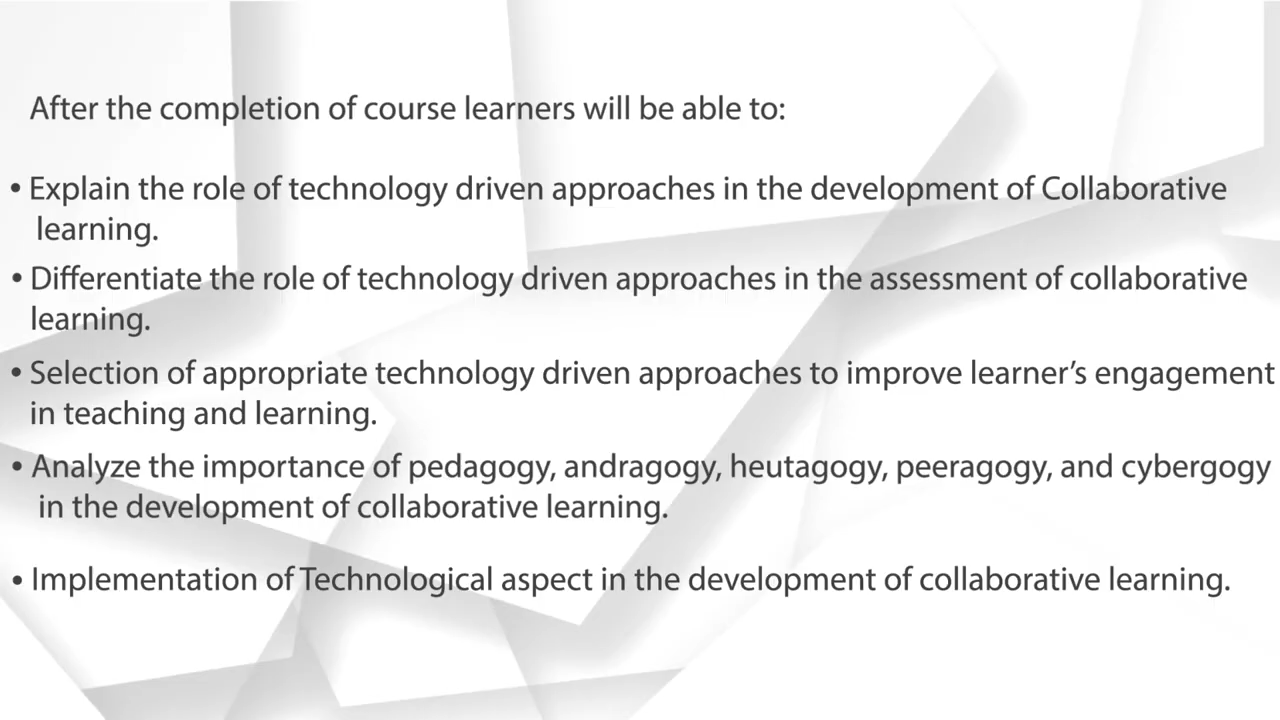 After the completion of course learners will be able to:
• Explain the role of technology driven approaches in the development of Collaborative
learning.
• Differentiate the role of technology driven approaches in the assessment of collaborative
learning.
• Selection of appropriate technology driven approaches to improve learner’s engagement
in teaching and learning.
• Analyze the importance of pedagogy, andragogy, heutagogy, peeragogy, and cybergogy
in the development of collaborative learning.
• Implementation of Technological aspect in the development of collaborative learning.